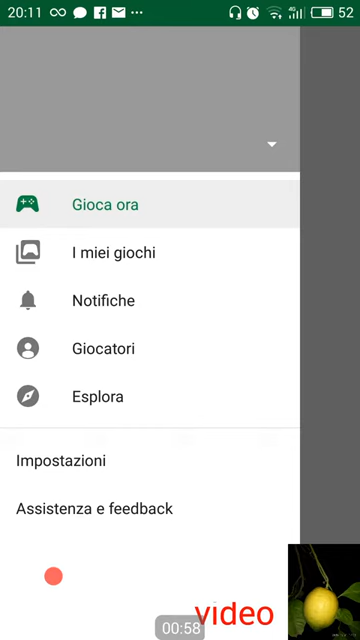 20:11 52
Gioca ora
I miei giochi
Notifiche
Giocatori
Esplora
Impostazioni
Assistenza e feedback
video
00:58